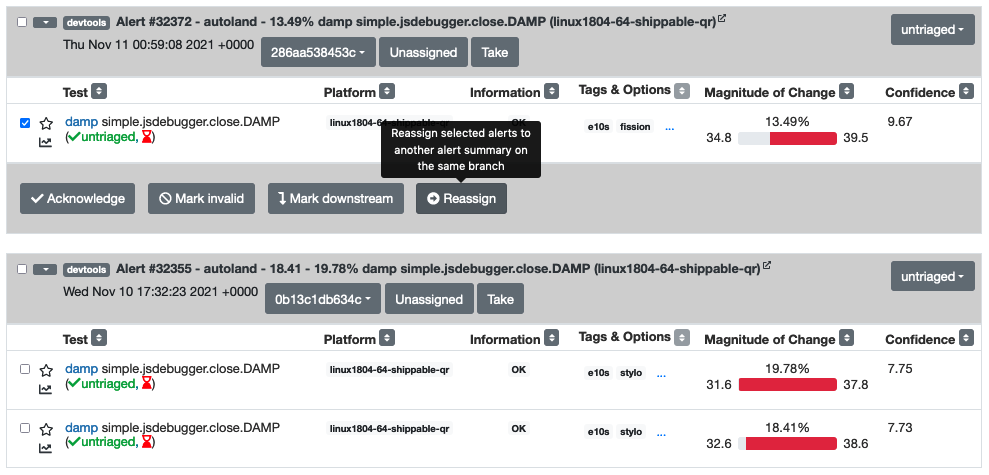 devtools Alert #32372 - autoland - 13.49% damp simple.jsdebugger.close.DAMP (linux1804-64-shippable-qr)
untriaged
Thu Nov 11 00:59:08 2021 +0000 286aa538453c Unassigned Take
Test Platform Information Tags & Options Magnitude of Change Confidence
damp simple.jsdebugger.close.DAMP linux1804-64-shippable-qr OK e10s fission ... 13.49% 9.67
(untriaged, ) 34.8 39.5
Reassign selected alerts to
another alert summary on
the same branch
Acknowledge Mark invalid Mark downstream Reassign
devtools Alert #32355 - autoland - 18.41 - 19.78% damp simple.jsdebugger.close.DAMP (linux1804-64-shippable-qr)
untriaged
Wed Nov 10 17:32:23 2021 +0000 0b13c1db634c Unassigned Take
Test Platform Information Tags & Options Magnitude of Change Confidence
damp simple.jsdebugger.close.DAMP linux1804-64-shippable-qr OK e10s stylo ... 19.78% 7.75
(untriaged, ) 31.6 37.8
damp simple.jsdebugger.close.DAMP linux1804-64-shippable-qr OK e10s stylo ... 18.41% 7.73
(untriaged, ) 32.6 38.6